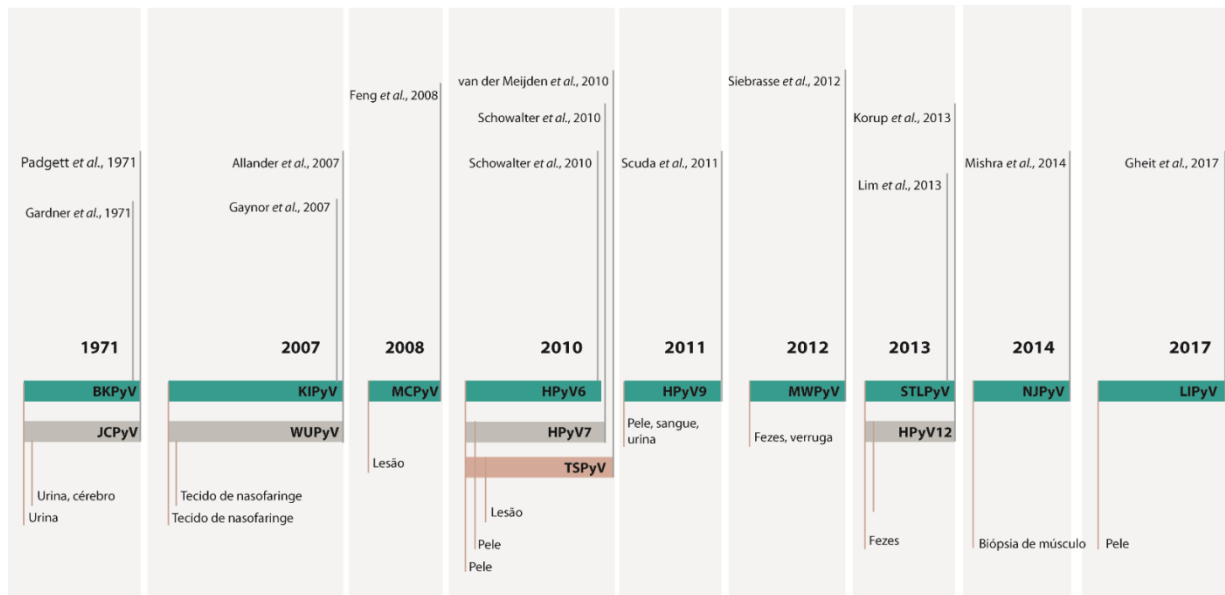 Padgett et al., 1971
Gardner et al., 1971
1971
BKPyV
JCPyV
Urina, cérebro
Urina
Allander et al., 2007
Gaynor et al., 2007
2007
KIPyV
WUPyV
Tecido de nasofaringe
Tecido de nasofaringe
Feng et al., 2008
2008
MCPyV
Lesão
van der Meijden et al., 2010
Schowalter et al., 2010
Schowalter et al., 2010
2010
HPyV6
HPyV7
TSPyV
Lesão
Pele
Pele
Scuda et al., 2011
2011
HPyV9
Pele, sangue,
urina
Siebrasse et al., 2012
2012
MWPyV
Fezes, verruga
Korup et al., 2013
Lim et al., 2013
2013
STLPyV
HPyV12
Fezes
Mishra et al., 2014
2014
NJPyV
Biópsia de músculo
Gheit et al., 2017
2017
LIPyV
Pele